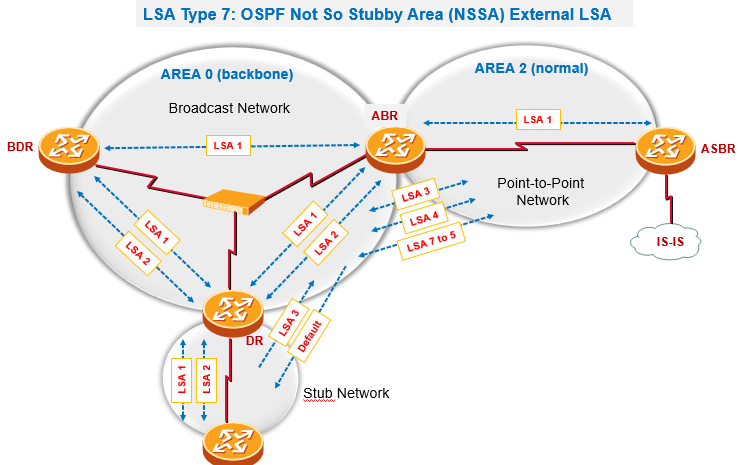 LSA Type 7: OSPF Not So Stubby Area (NSSA) External LSA
AREA 0 (backbone)
Broadcast Network
BDR
LSA 1
ABR
AREA 2 (normal)
LSA 1
ASBR
Point-to-Point
Network
IS-IS
LSA 3
LSA 4
LSA 7 to 5
LSA 1
LSA 2
LSA 1
LSA 2
DR
LSA 3
Default
LSA 1
LSA 2
Stub Network